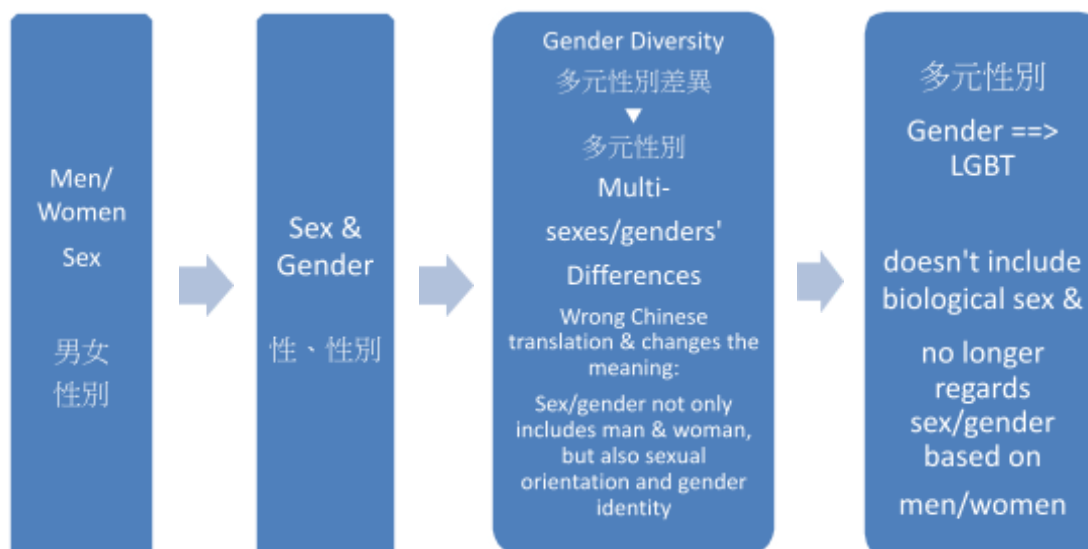 Men/
Women
Sex
男女
性別
Sex &
Gender
性、性別
Gender Diversity
多元性別差異
▼
多元性別
Multi-
sexes/genders'
Differences
Wrong Chinese
translation & changes the
meaning:
Sex/gender not only
includes man & woman,
but also sexual
orientation and gender
identity
多元性別
Gender ==>
LGBT
doesn't include
biological sex &
no longer
regards
sex/gender
based on
men/women